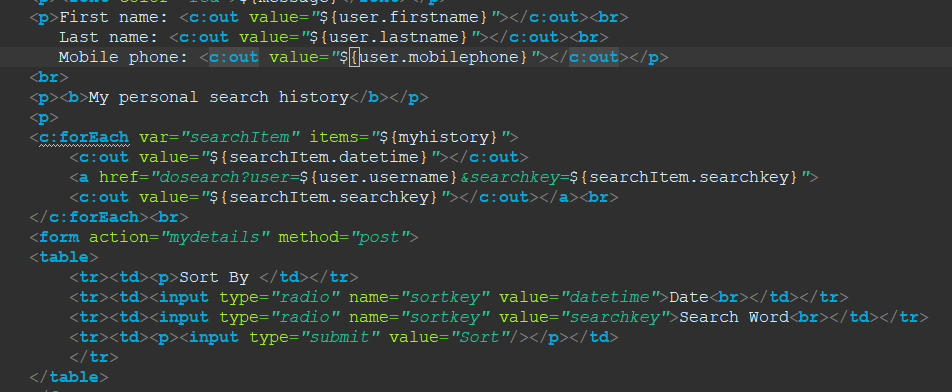 <p>First name: <c:out value="${user.firstname}"></c:out><br>
Last name: <c:out value="${user.lastname}"></c:out><br>
Mobile phone: <c:out value="${user.mobilephone}"></c:out></p>
<br>
<p><b>My personal search history</b></p>
<p>
<c:forEach var="searchItem" items="${myhistory}">
<c:out value="${searchItem.datetime}"></c:out>
<a href="dosearch?user=${user.username}&searchkey=${searchItem.searchkey}">
<c:out value="${searchItem.searchkey}"></c:out></a><br>
</c:forEach><br>
<form action="mydetails" method="post">
<table>
<tr><td><p>Sort By </td></tr>
<tr><td><input type="radio" name="sortkey" value="datetime">Date<br></td></tr>
<tr><td><input type="radio" name="sortkey" value="searchkey">Search Word<br></td></tr>
<tr><td><p><input type="submit" value="Sort"/></p></td>
</tr>
</table>